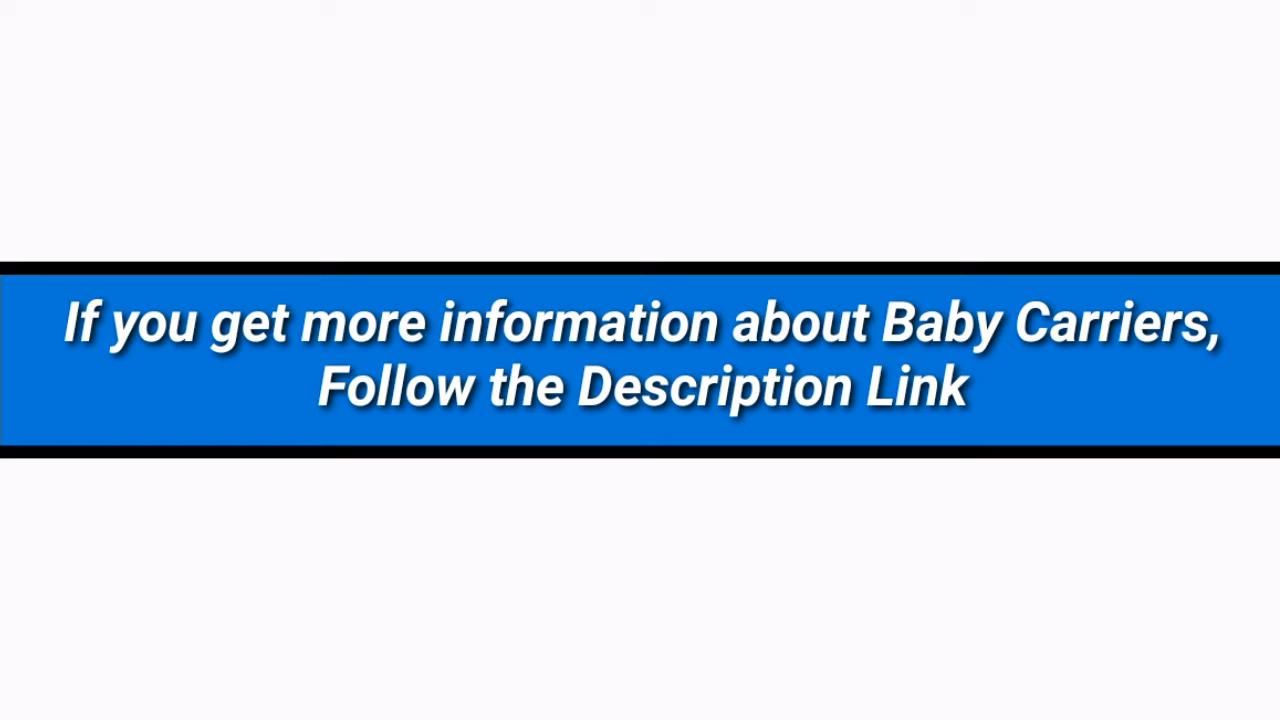 If you get more information about Baby Carriers,
Follow the Description Link